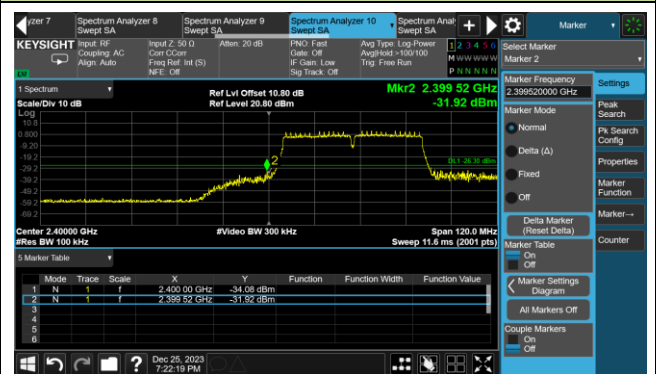 yzer 7
Spectrum Analyzer 8
Swept SA
Spectrum Analyzer 9
Swept SA
Spectrum Analyzer 10
Swept SA
Spectrum Anal
Swept SA
+
Marker
KEYSIGHT
Input: RF
Coupling: AC
Align: Auto
Input Z: 50 Ω
Corr CCorr
Freq Ref: Int (S)
NFE: Off
Atten: 20 dB
PNO: Fast
Gate: Off
IF Gain: Low
Sig Track: Off
Avg Type: Log-Power
Avg|Hold:>100/100
Trig: Free Run
1 2 3 4 5 6
M W W W W W
P N N N N N
Select Marker
Marker 2
1 Spectrum
Scale/Div 10 dB
Log
Ref Lvl Offset 10.80 dB
Ref Level 20.80 dBm
Mkr2 2.399 52 GHz
-31.92 dBm
10.8
0.800
-9.20
-19.2
-29.2
-39.2
-49.2
-59.2
-69.2
2
DL1 -26.30 dBm
Center 2.40000 GHz
#Res BW 100 kHz
#Video BW 300 kHz
Span 120.0 MHz
Sweep 11.6 ms (2001 pts)
5 Marker Table
Mode Trace Scale X Y Function Function Width Function Value
1 N 1 f 2.400 00 GHz -34.08 dBm
2 N 1 f 2.399 52 GHz -31.92 dBm
3
4
5
6
Marker Frequency
2.399520000 GHz
Marker Mode
Normal
Delta (Δ)
Fixed
Off
Delta Marker
(Reset Delta)
Marker Table
On
Off
Marker Settings
Diagram
All Markers Off
Couple Markers
On
Off
Settings
Peak
Search
Pk Search
Config
Properties
Marker
Function
Marker→
Counter
?
Dec 25, 2023
7:22:19 PM